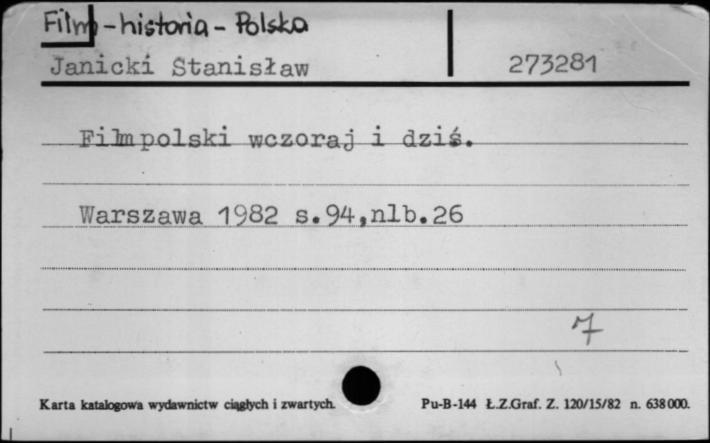 Film - historia - Polska
Janicki Stanisław 273281
Film polski wczoraj i dziś.
Warszawa 1982 s.94,nlb.26
7
Karta katalogowa wydawnictw ciągłych i zwartych. Pu-B-144 Ł.Z.Graf. Z. 120/15/82 n. 638000.